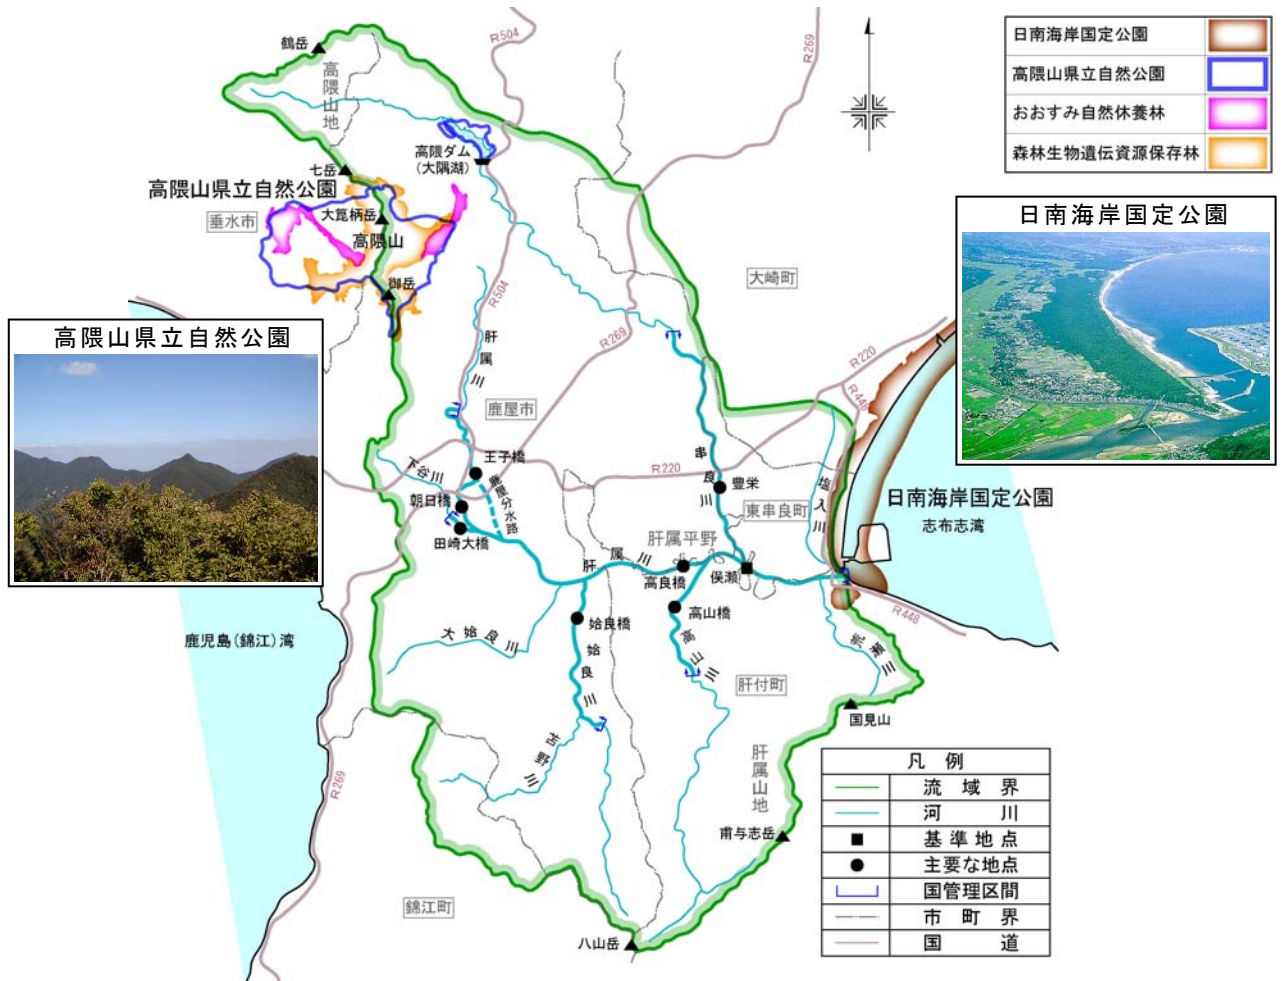 日南海岸国定公園
高隈山県立自然公園
おおすみ自然休養林
森林生物遺伝資源保存林
鶴岳
高隈山地
R504
R269
高隈ダム
(大隅湖)
七岳
高隈山県立自然公園
垂水市
大箆柄岳
高隈山
御岳
大崎町
日南海岸国定公園
高隈山県立自然公園
R504
R269
R220
R448
肝属川
鹿屋市
王子橋
下谷川
朝日橋
鹿屋分水路
田崎大橋
R220
串良川
豊栄
東串良町
塩入川
日南海岸国定公園
志布志湾
肝属平野
肝属川
高良橋
俣瀬
R448
姶良橋
高山橋
鹿児島(錦江)湾
大姶良川
姶良川
高山川
荒瀬川
肝付町
国見山
苫野川
肝属山地
R269
甫与志岳
錦江町
八山岳
凡例
流域界
河川
基準地点
主要な地点
国管理区間
市町界
国道